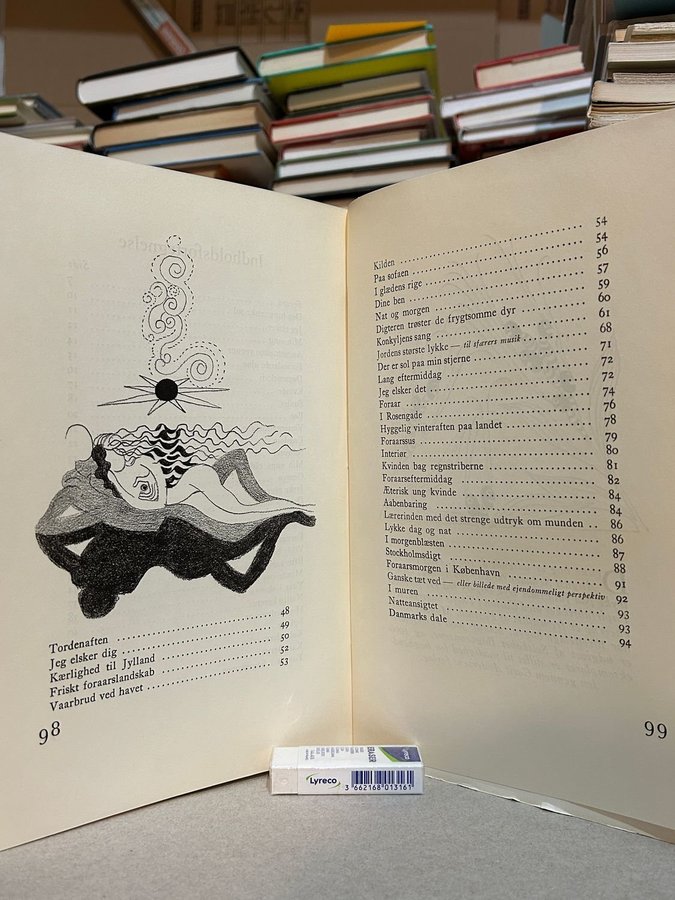 Tordenaften 48
Jeg elsker dig 49
Kærlighed til Jylland 50
Friskt foraarslandskab 52
Vaarbrud ved havet 53
98
Kilden 54
Paa sofaen 54
I glædens rige 56
Dine ben 57
Nat og morgen 59
Digteren trøster de frygtsomme dyr 60
Konkyljens sang 61
Jordens største lykke — til sfærers musik 68
Der er sol paa min stjerne 71
Lang eftermiddag 72
Jeg elsker det 72
Foraar 74
I Rosengade 76
Hyggelig vinteraften paa landet 78
Foraarssus 79
Interiør 80
Kvinden bag regnstriberne 81
Foraarseftermiddag 82
Æterisk ung kvinde 84
Aabenbaring 84
Lærerinden med det strenge udtryk om munden 86
Lykke dag og nat 86
I morgenblæsten 87
Stockholmsdigt 88
Foraarsmorgen i København 91
Ganske tæt ved — eller billede med ejendommeligt perspektiv 92
I muren 93
Natteansigtet 93
Danmarks dale 94
99
ERASER
Lyreco
3 662168 013161